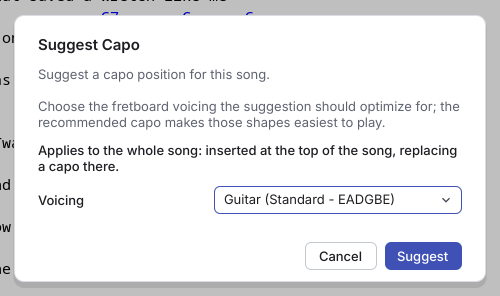 Suggest Capo
Suggest a capo position for this song.
Choose the fretboard voicing the suggestion should optimize for; the
recommended capo makes those shapes easiest to play.
Applies to the whole song: inserted at the top of the song, replacing
a capo there.
Voicing
Guitar (Standard - EADGBE)
Cancel
Suggest